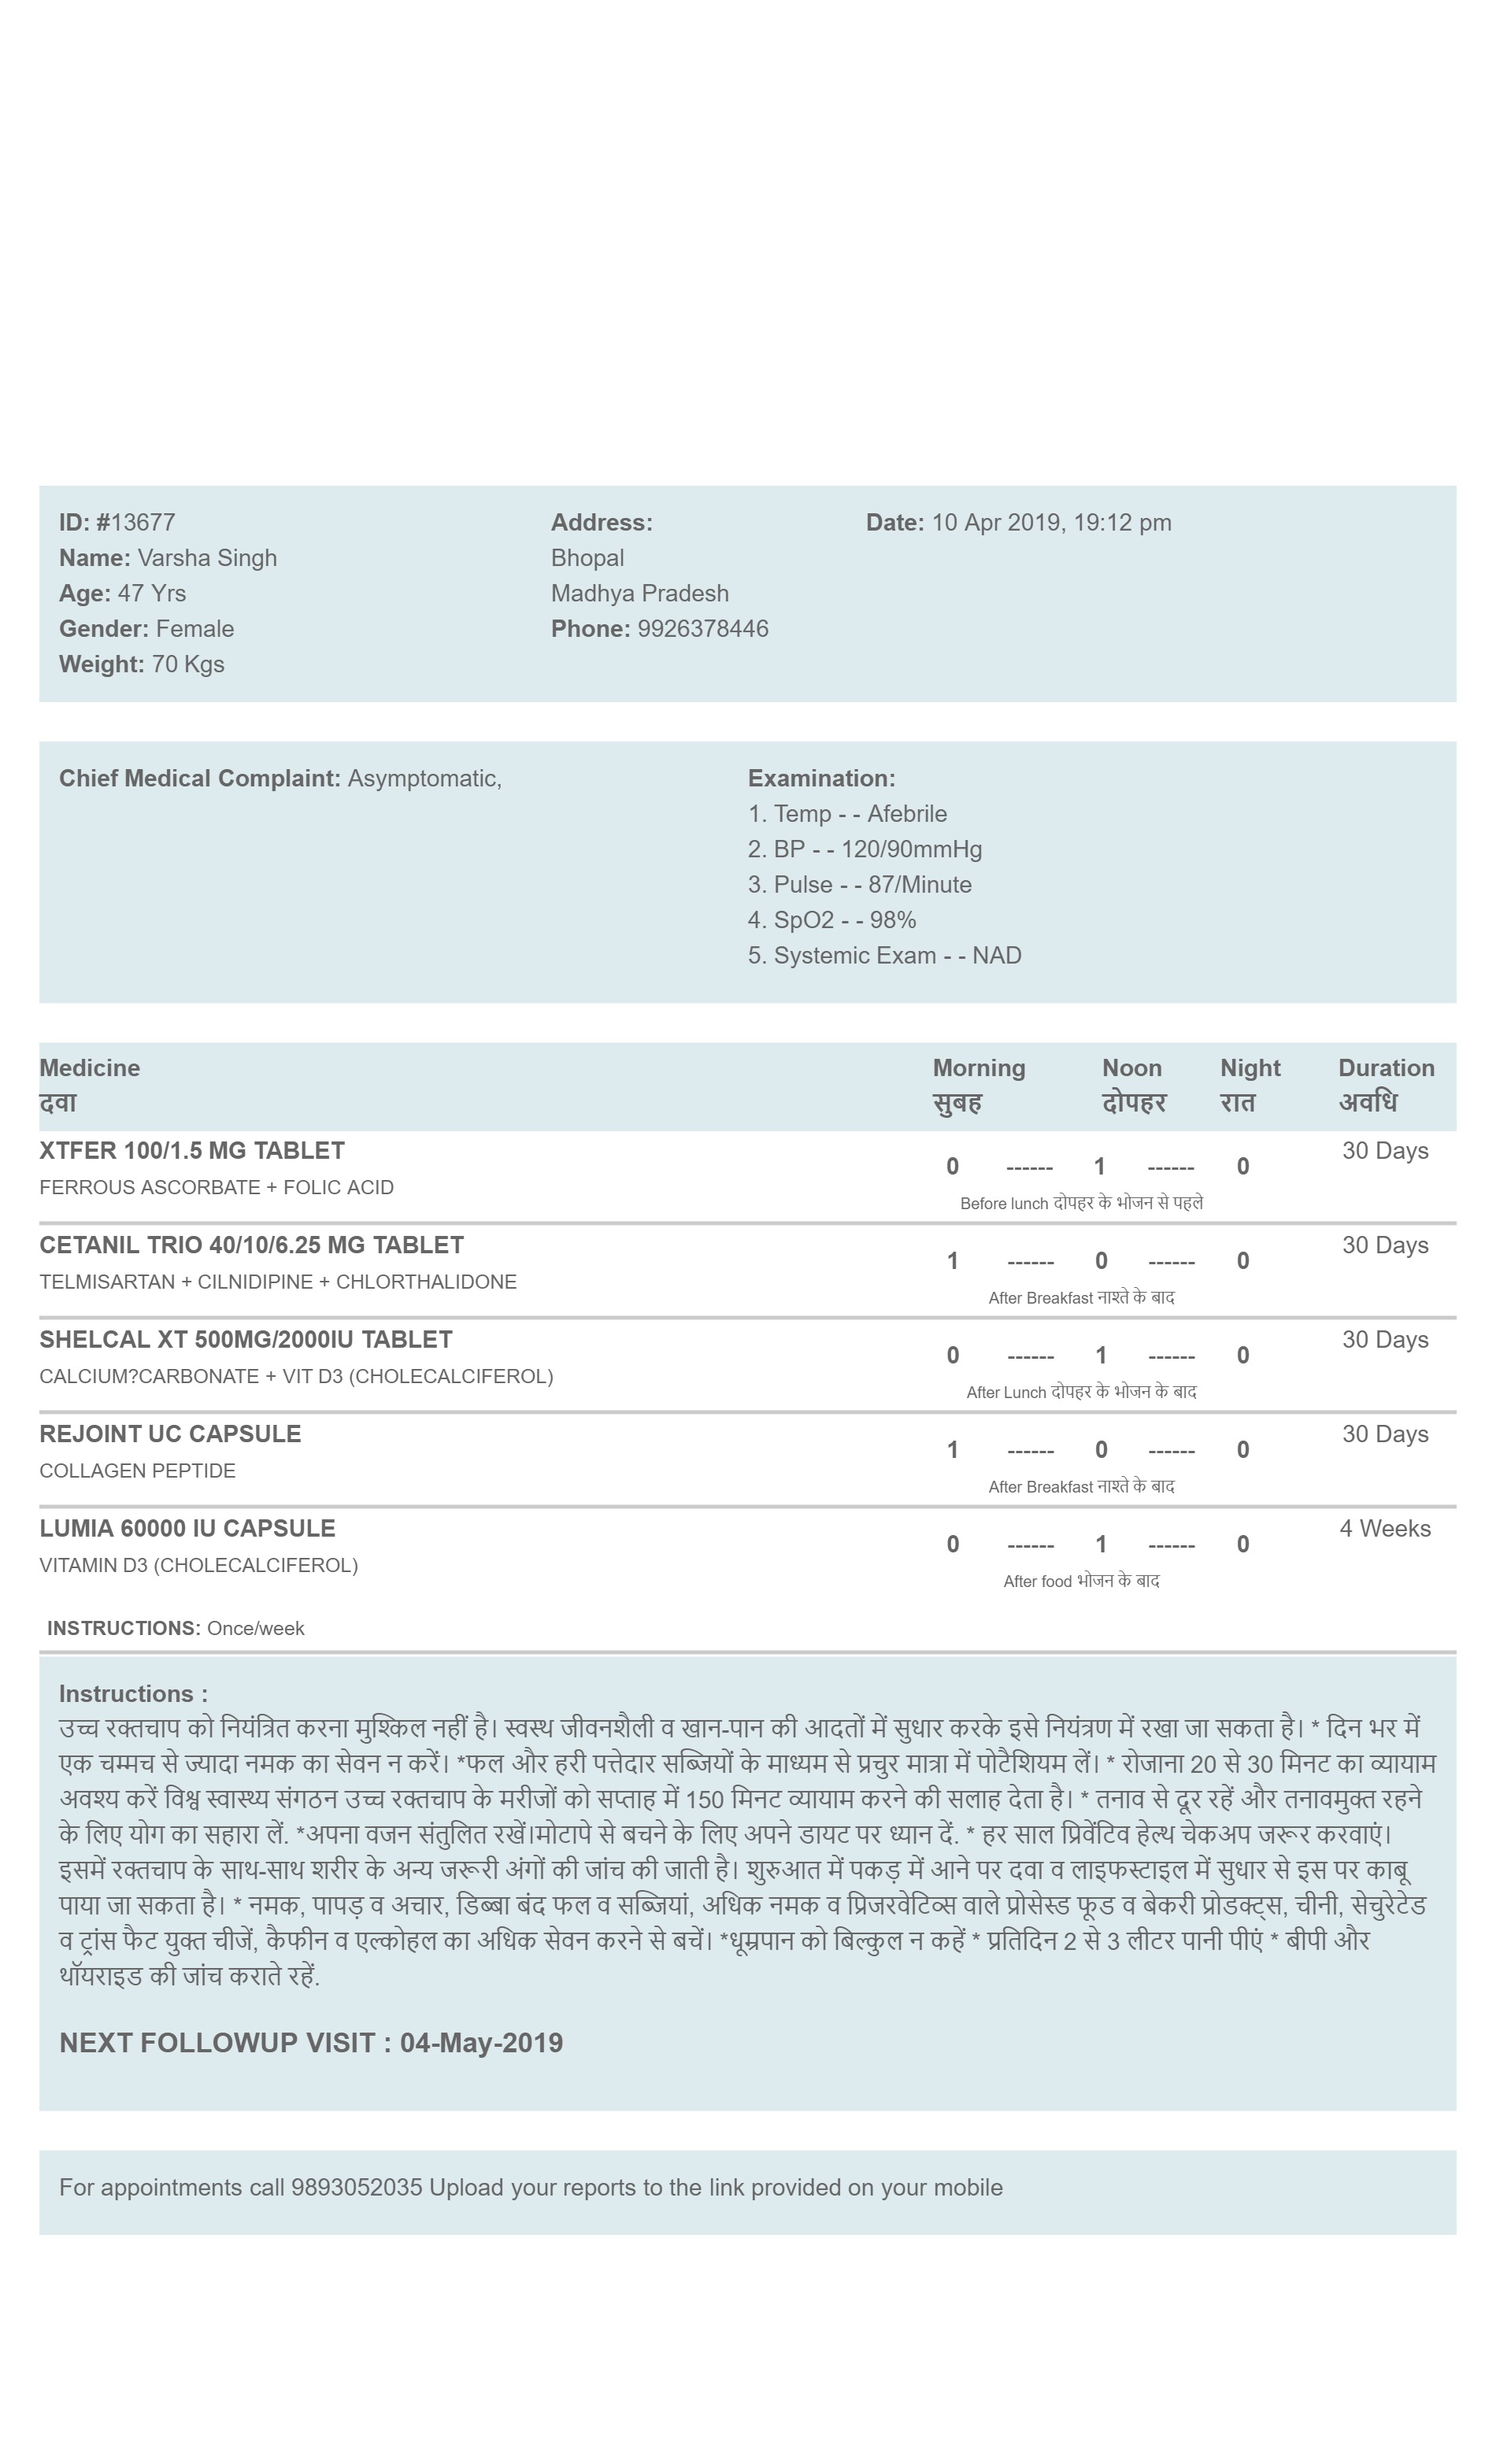 ID: #13677
Name: Varsha Singh
Age: 47 Yrs
Gender: Female
Weight: 70 Kgs
Address:
Bhopal
Madhya Pradesh
Phone: 9926378446
Date: 10 Apr 2019, 19:12 pm
Chief Medical Complaint: Asymptomatic,
Examination:
1. Temp - - Afebrile
2. BP - - 120/90mmHg
3. Pulse - - 87/Minute
4. SpO2 - - 98%
5. Systemic Exam - - NAD
Medicine Morning Noon Night Duration
दवा सुबह दोपहर रात अवधि
XTFER 100/1.5 MG TABLET 30 Days
0 ------ 1 ------ 0
FERROUS ASCORBATE + FOLIC ACID
Before lunch दोपहर के भोजन से पहले
CETANIL TRIO 40/10/6.25 MG TABLET 30 Days
1 ------ 0 ------ 0
TELMISARTAN + CILNIDIPINE + CHLORTHALIDONE
After Breakfast नाश्ते के बाद
SHELCAL XT 500MG/2000IU TABLET 30 Days
0 ------ 1 ------ 0
CALCIUM?CARBONATE + VIT D3 (CHOLECALCIFEROL)
After Lunch दोपहर के भोजन के बाद
REJOINT UC CAPSULE 30 Days
1 ------ 0 ------ 0
COLLAGEN PEPTIDE
After Breakfast नाश्ते के बाद
LUMIA 60000 IU CAPSULE 4 Weeks
0 ------ 1 ------ 0
VITAMIN D3 (CHOLECALCIFEROL)
After food भोजन के बाद
INSTRUCTIONS: Once/week
Instructions :
उच्च रक्तचाप को नियंत्रित करना मुश्किल नहीं है। स्वस्थ जीवनशैली व खान-पान की आदतों में सुधार करके इसे नियंत्रण में रखा जा सकता है। * दिन भर में
एक चम्मच से ज्यादा नमक का सेवन न करें। *फल और हरी पत्तेदार सब्जियों के माध्यम से प्रचुर मात्रा में पोटैशियम लें। * रोजाना 20 से 30 मिनट का व्यायाम
अवश्य करें विश्व स्वास्थ्य संगठन उच्च रक्तचाप के मरीजों को सप्ताह में 150 मिनट व्यायाम करने की सलाह देता है। * तनाव से दूर रहें और तनावमुक्त रहने
के लिए योग का सहारा लें. *अपना वजन संतुलित रखें।मोटापे से बचने के लिए अपने डायट पर ध्यान दें. * हर साल प्रिवेंटिव हेल्थ चेकअप जरूर करवाएं।
इसमें रक्तचाप के साथ-साथ शरीर के अन्य जरूरी अंगों की जांच की जाती है। शुरुआत में पकड़ में आने पर दवा व लाइफस्टाइल में सुधार से इस पर काबू
पाया जा सकता है। * नमक, पापड़ व अचार, डिब्बा बंद फल व सब्जियां, अधिक नमक व प्रिजरवेटिव्स वाले प्रोसेस्ड फूड व बेकरी प्रोडक्ट्स, चीनी, सेचुरेटेड
व ट्रांस फैट युक्त चीजें, कैफीन व एल्कोहल का अधिक सेवन करने से बचें। *धूम्रपान को बिल्कुल न कहें * प्रतिदिन 2 से 3 लीटर पानी पीएं * बीपी और
थॉयराइड की जांच कराते रहें.
NEXT FOLLOWUP VISIT : 04-May-2019
For appointments call 9893052035 Upload your reports to the link provided on your mobile